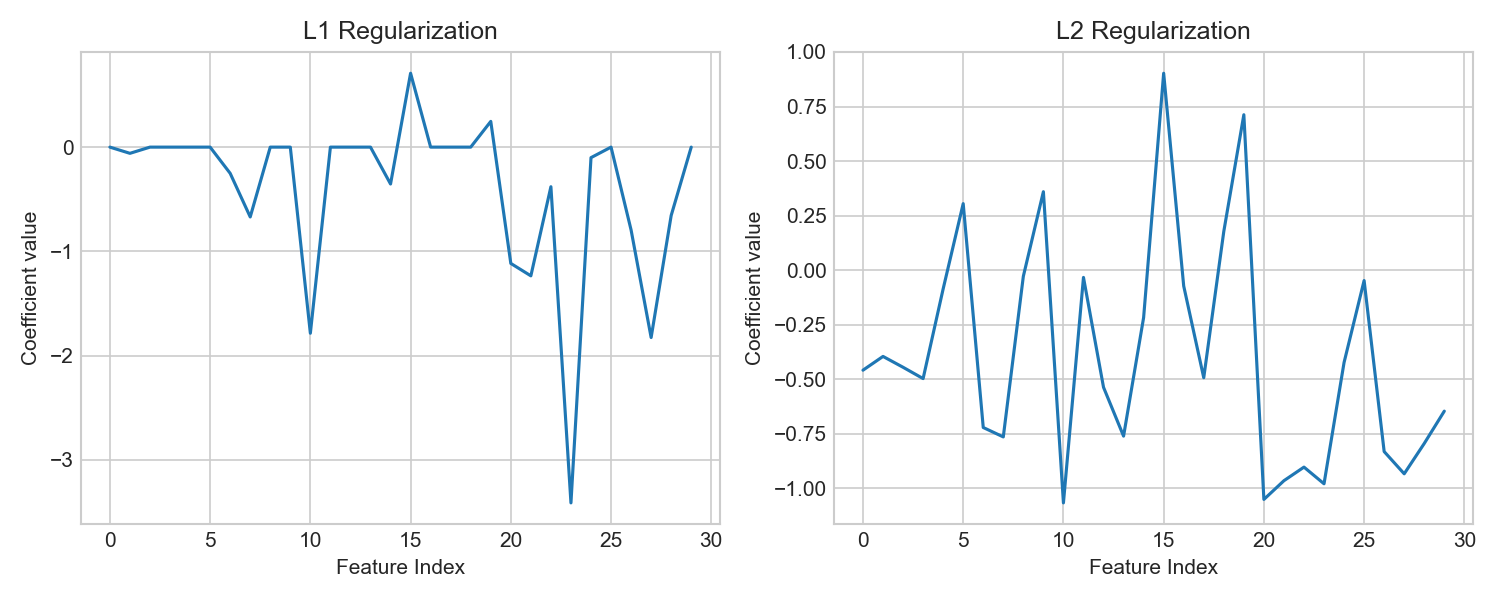 L1 Regularization
0
−1
−2
−3
Coefficient value
0 5 10 15 20 25 30
Feature Index
L2 Regularization
1.00
0.75
0.50
0.25
0.00
−0.25
−0.50
−0.75
−1.00
Coefficient value
0 5 10 15 20 25 30
Feature Index